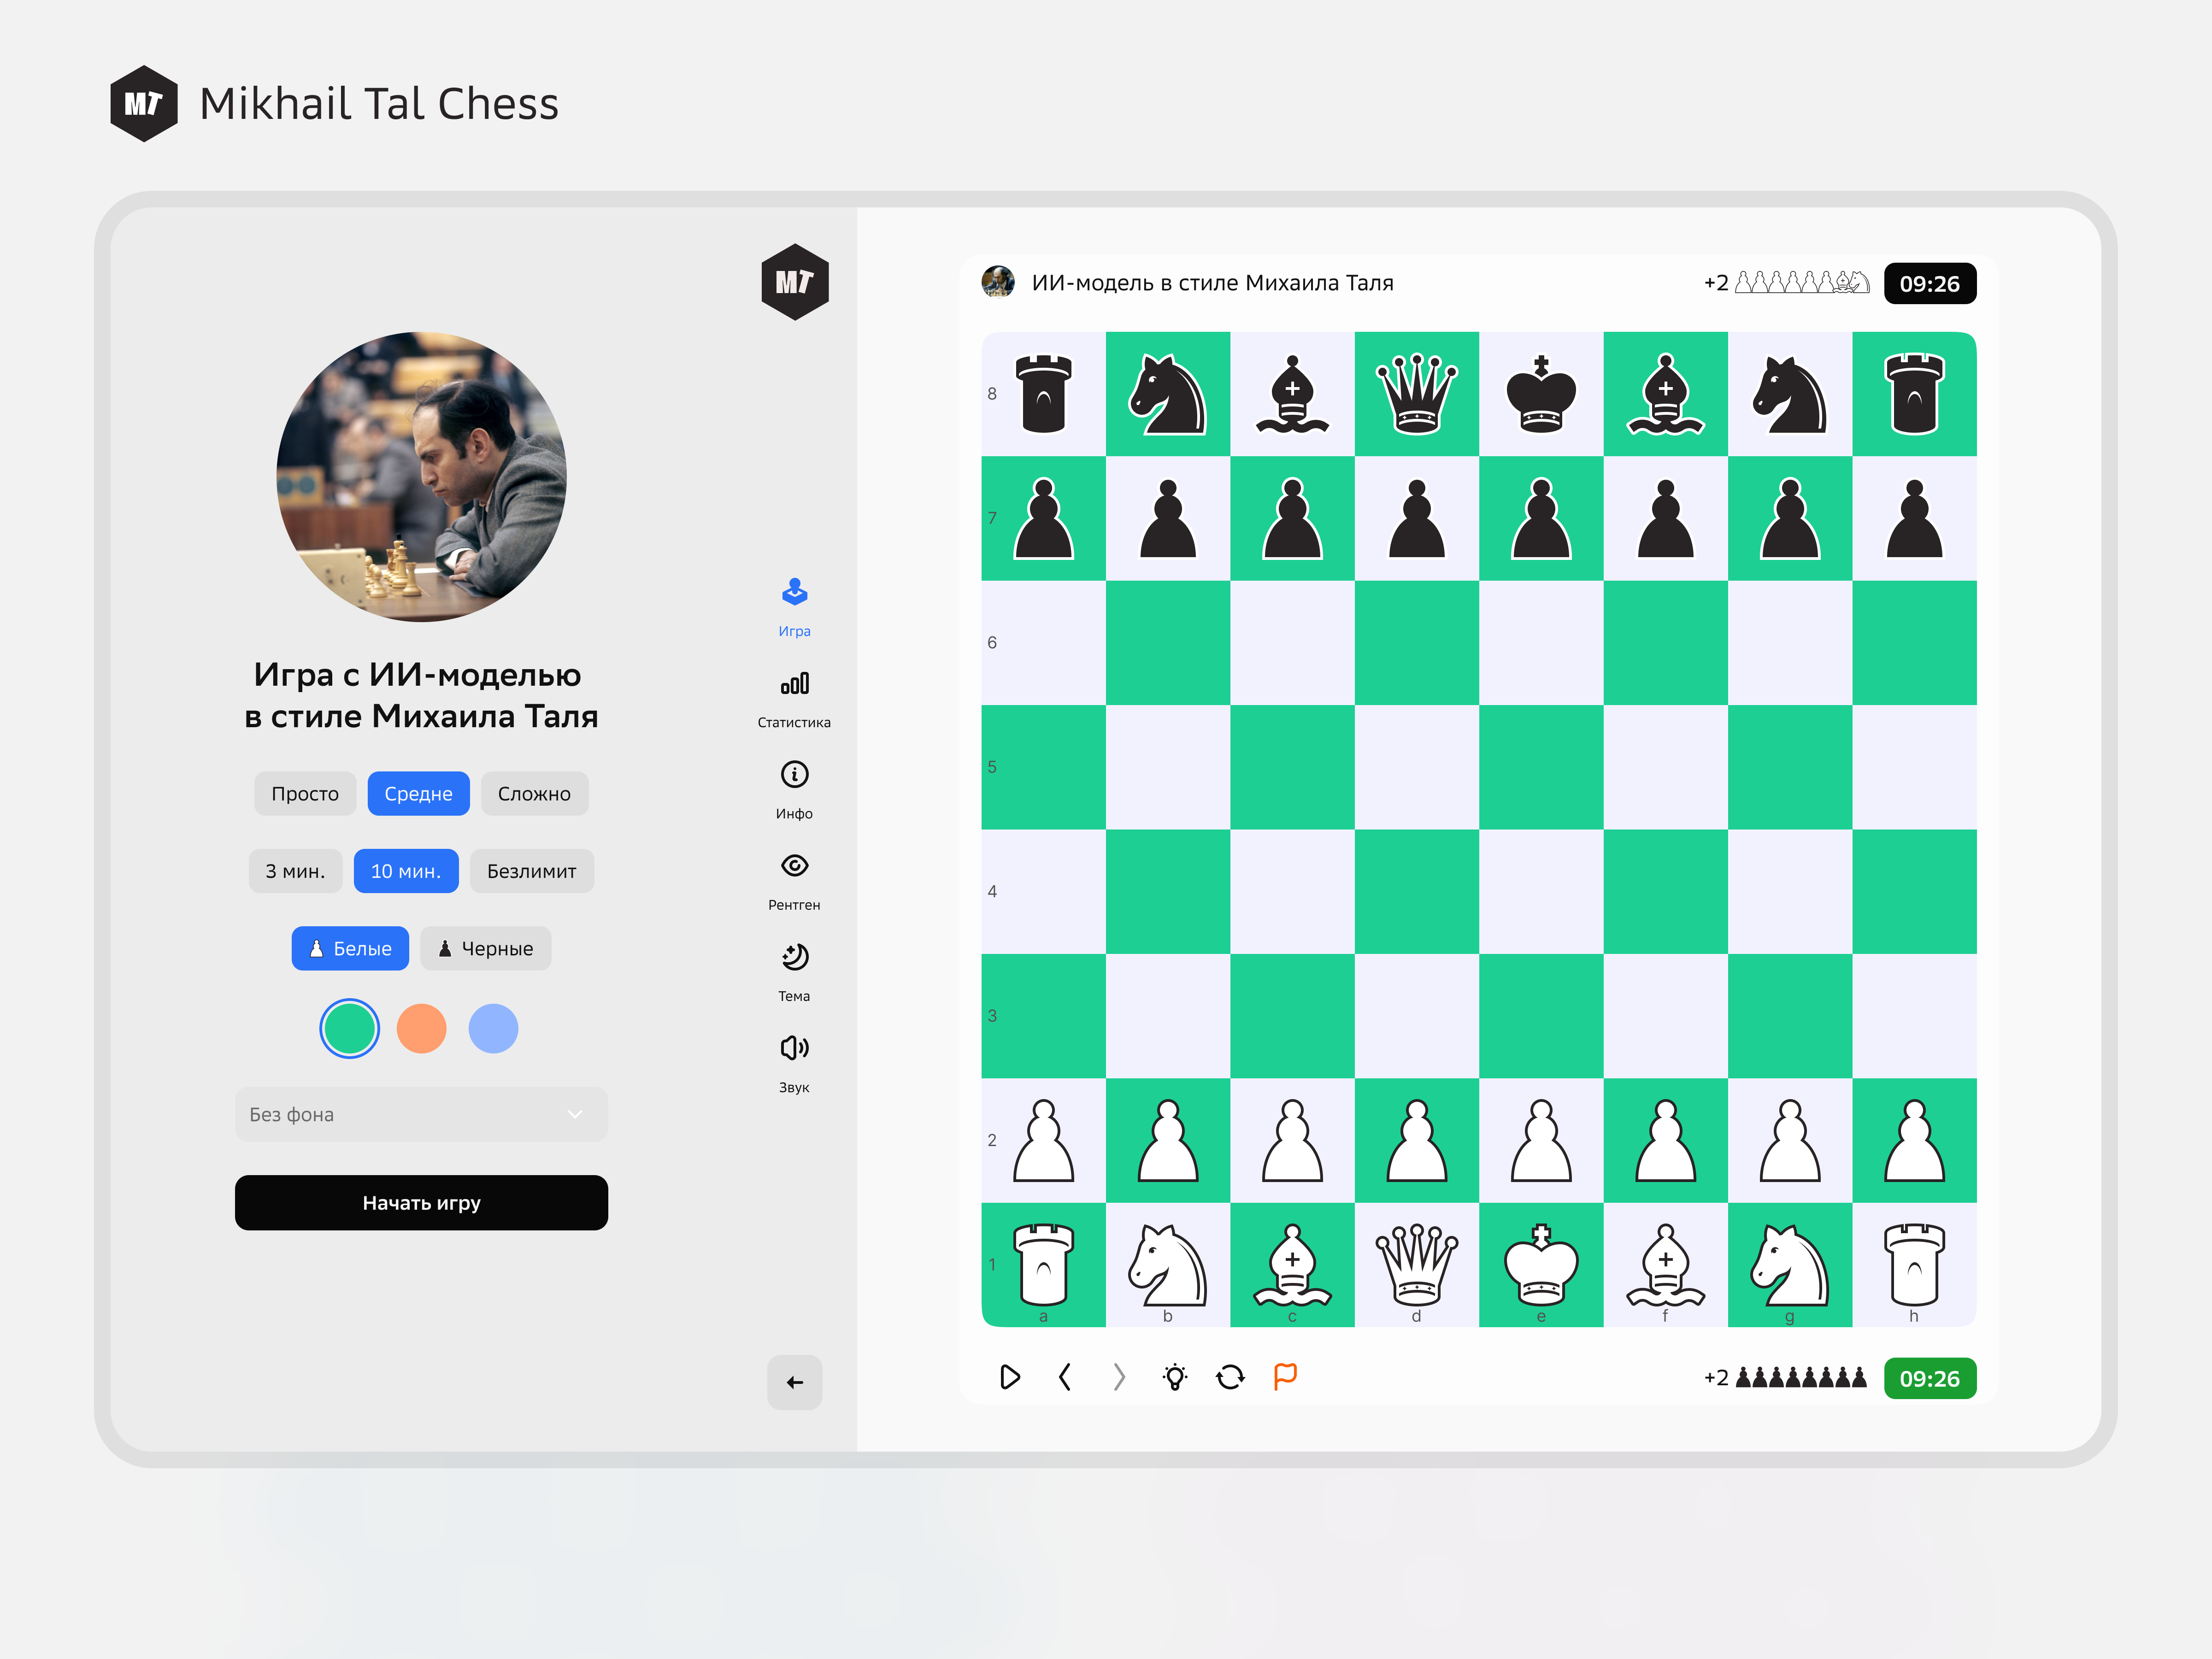 MT
Mikhail Tal Chess
MT
Игра с ИИ-моделью
в стиле Михаила Таля
Просто
Средне
Сложно
3 мин.
10 мин.
Безлимит
Белые
Черные
Без фона
Начать игру
Игра
Статистика
Инфо
Рентген
Тема
Звук
ИИ-модель в стиле Михаила Таля
+2
09:26
8
7
6
5
4
3
2
1
a b c d e f g h
+2
09:26